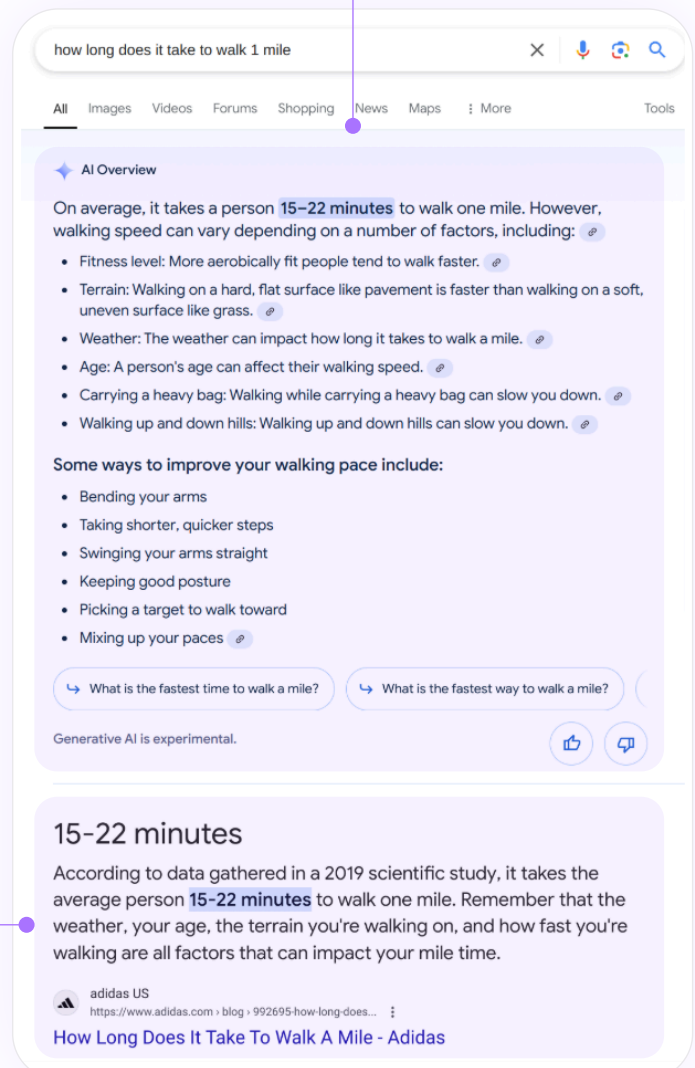 how long does it take to walk 1 mile
All Images Videos Forums Shopping News Maps More Tools
AI Overview
On average, it takes a person 15–22 minutes to walk one mile. However,
walking speed can vary depending on a number of factors, including:
• Fitness level: More aerobically fit people tend to walk faster.
• Terrain: Walking on a hard, flat surface like pavement is faster than walking on a soft,
uneven surface like grass.
• Weather: The weather can impact how long it takes to walk a mile.
• Age: A person's age can affect their walking speed.
• Carrying a heavy bag: Walking while carrying a heavy bag can slow you down.
• Walking up and down hills: Walking up and down hills can slow you down.
Some ways to improve your walking pace include:
• Bending your arms
• Taking shorter, quicker steps
• Swinging your arms straight
• Keeping good posture
• Picking a target to walk toward
• Mixing up your paces
What is the fastest time to walk a mile? What is the fastest way to walk a mile?
Generative AI is experimental.
15-22 minutes
According to data gathered in a 2019 scientific study, it takes the
average person 15-22 minutes to walk one mile. Remember that the
weather, your age, the terrain you're walking on, and how fast you're
walking are all factors that can impact your mile time.
adidas US
https://www.adidas.com › blog › 992695-how-long-does...
How Long Does It Take To Walk A Mile - Adidas